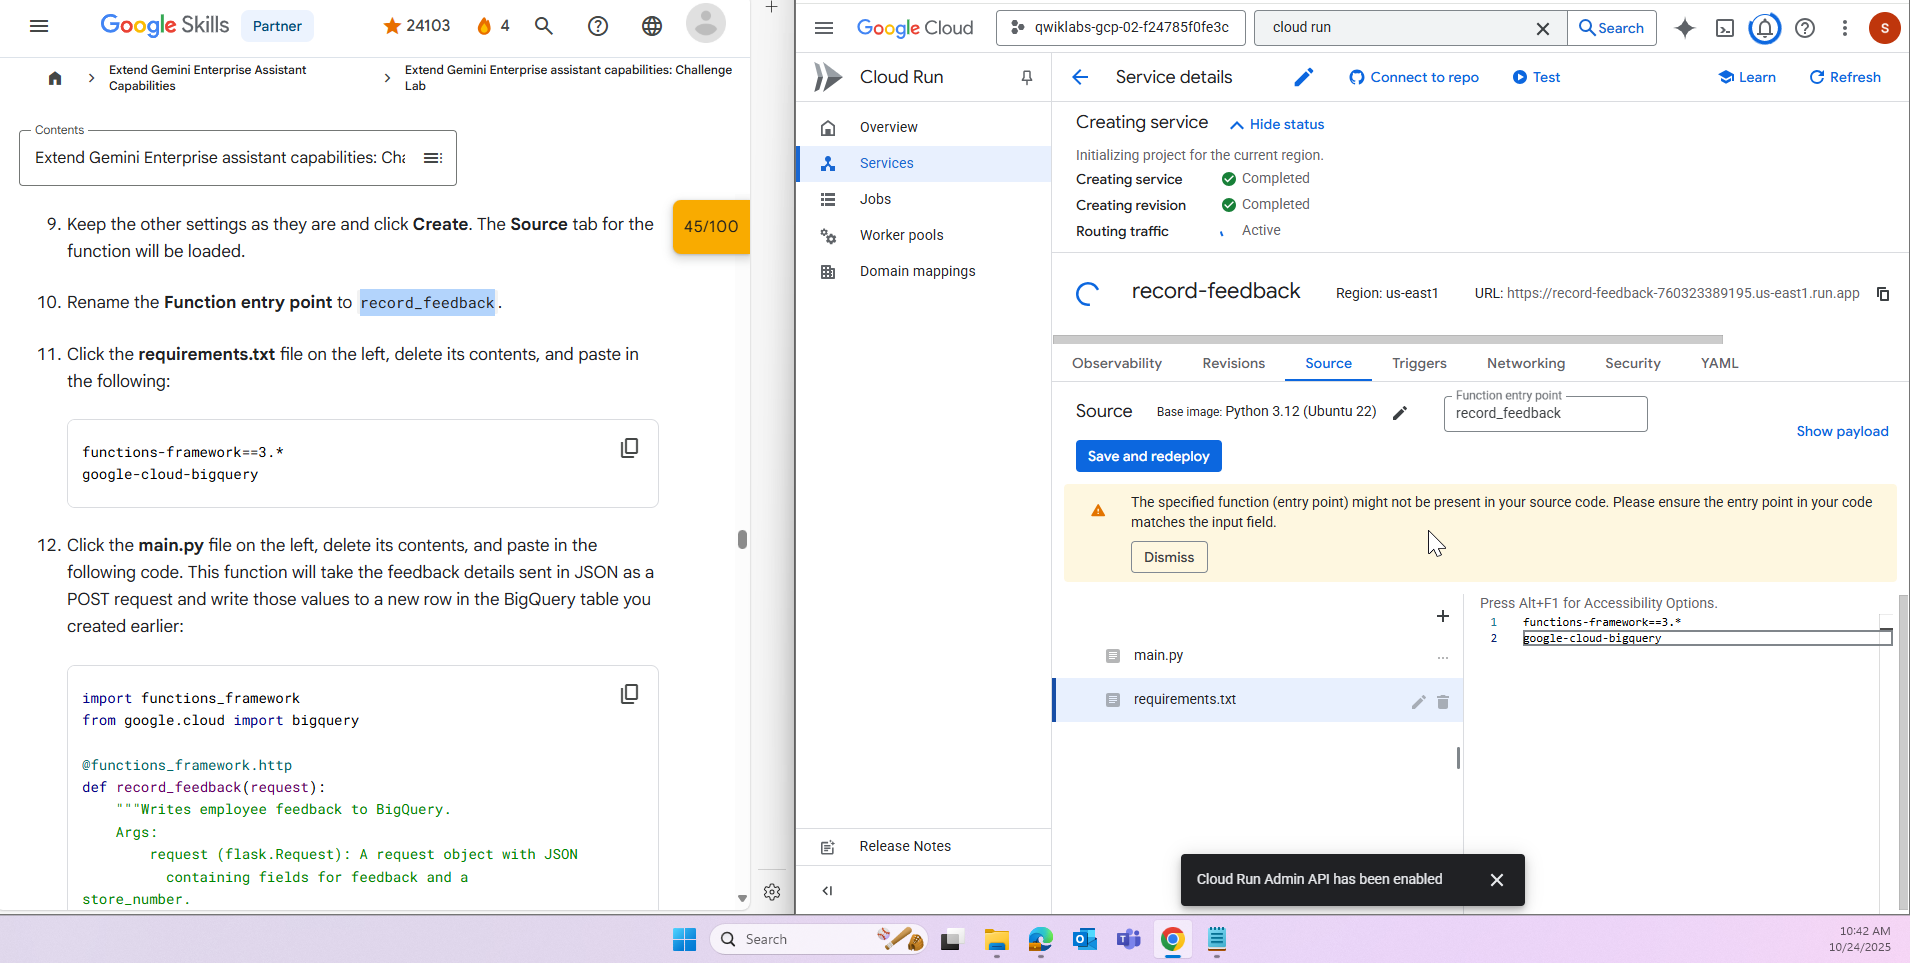 Google Skills
Partner
24103
4
Extend Gemini Enterprise Assistant
Capabilities
Extend Gemini Enterprise assistant capabilities: Challenge
Lab
Contents
Extend Gemini Enterprise assistant capabilities: Cha
45/100
9. Keep the other settings as they are and click Create. The Source tab for the
function will be loaded.
10. Rename the Function entry point to record_feedback.
11. Click the requirements.txt file on the left, delete its contents, and paste in
the following:
functions-framework==3.*
google-cloud-bigquery
12. Click the main.py file on the left, delete its contents, and paste in the
following code. This function will take the feedback details sent in JSON as a
POST request and write those values to a new row in the BigQuery table you
created earlier:
import functions_framework
from google.cloud import bigquery
@functions_framework.http
def record_feedback(request):
"""Writes employee feedback to BigQuery.
Args:
request (flask.Request): A request object with JSON
containing fields for feedback and a
store_number.
Google Cloud
qwiklabs-gcp-02-f24785f0fe3c
cloud run
Search
S
Cloud Run
Overview
Services
Jobs
Worker pools
Domain mappings
Release Notes
Service details
Connect to repo
Test
Learn
Refresh
Creating service
Hide status
Initializing project for the current region.
Creating service Completed
Creating revision Completed
Routing traffic Active
record-feedback
Region: us-east1
URL: https://record-feedback-760323389195.us-east1.run.app
Observability
Revisions
Source
Triggers
Networking
Security
YAML
Source
Base image: Python 3.12 (Ubuntu 22)
Function entry point
record_feedback
Show payload
Save and redeploy
The specified function (entry point) might not be present in your source code. Please ensure the entry point in your code
matches the input field.
Dismiss
main.py
requirements.txt
Press Alt+F1 for Accessibility Options.
1 functions-framework==3.*
2 google-cloud-bigquery
Cloud Run Admin API has been enabled
Search
10:42 AM
10/24/2025